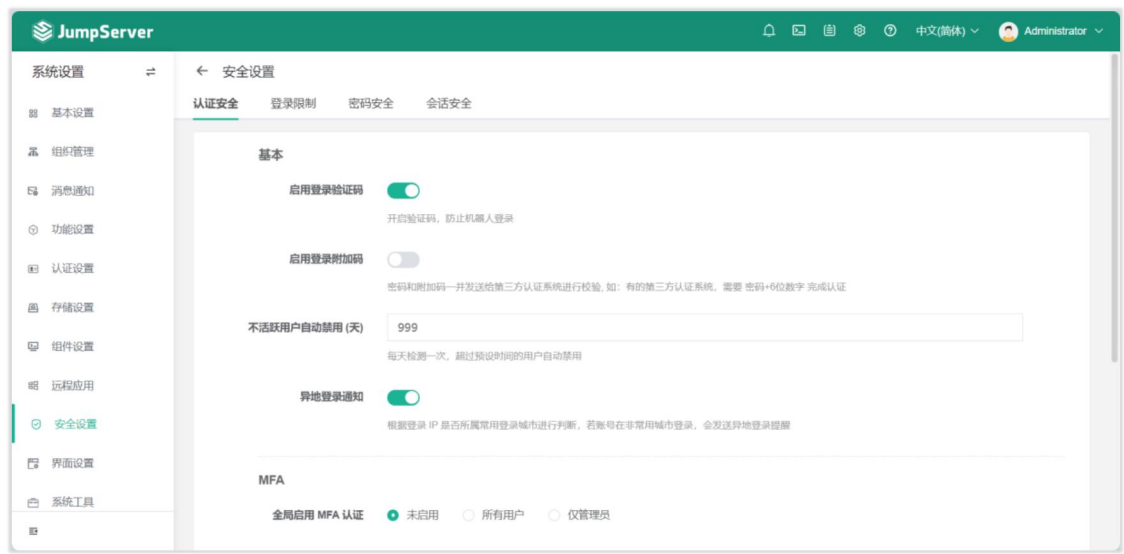 JumpServer
中文(简体)
Administrator
系统设置
安全设置
认证安全 登录限制 密码安全 会话安全
基本设置
组织管理
消息通知
功能设置
认证设置
存储设置
组件设置
远程应用
安全设置
界面设置
系统工具
基本
启用登录验证码
开启验证码，防止机器人登录
启用登录附加码
密码和附加码一并发送给第三方认证系统进行校验, 如：有的第三方认证系统，需要 密码+6位数字 完成认证
不活跃用户自动禁用 (天) 999
每天检测一次，超过预设时间的用户自动禁用
异地登录通知
根据登录 IP 是否所属常用登录城市进行判断，若账号在非常用城市登录，会发送异地登录提醒
MFA
全局启用 MFA 认证 未启用 所有用户 仅管理员